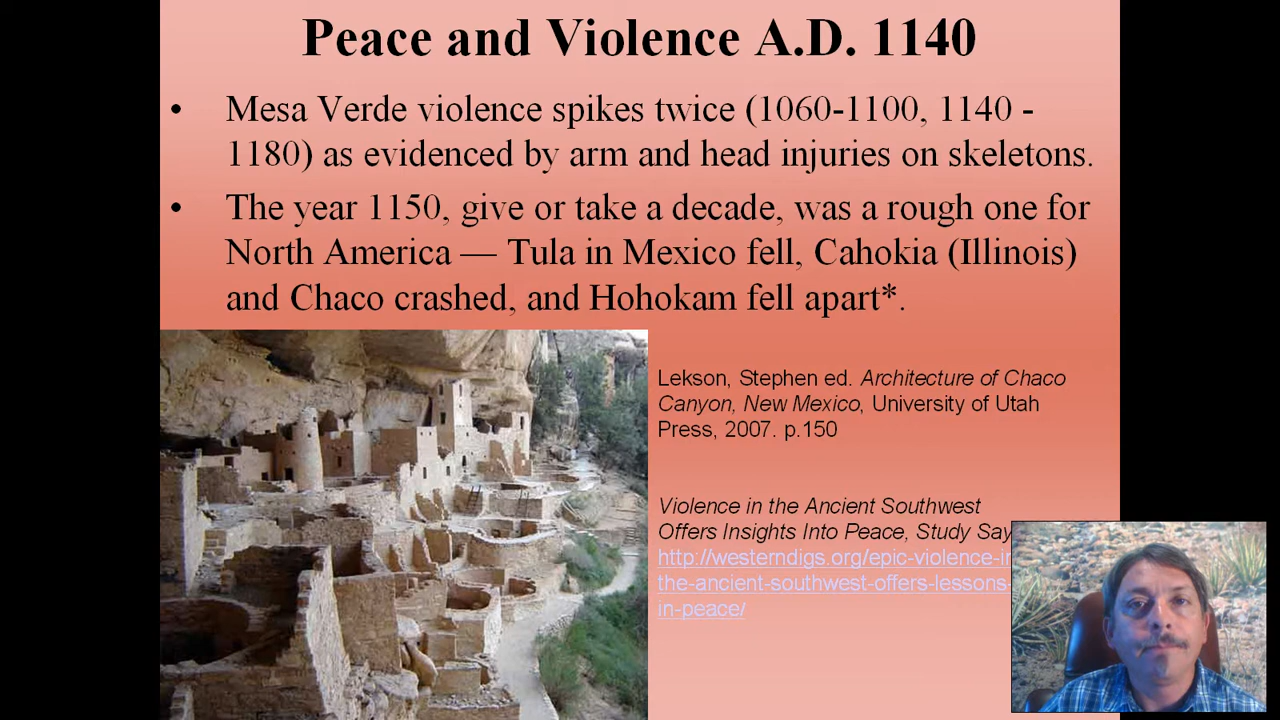 Peace and Violence A.D. 1140
• Mesa Verde violence spikes twice (1060-1100, 1140 -
1180) as evidenced by arm and head injuries on skeletons.
• The year 1150, give or take a decade, was a rough one for
North America — Tula in Mexico fell, Cahokia (Illinois)
and Chaco crashed, and Hohokam fell apart*.
Lekson, Stephen ed. Architecture of Chaco
Canyon, New Mexico, University of Utah
Press, 2007. p.150
Violence in the Ancient Southwest
Offers Insights Into Peace, Study Say
http://westerndigs.org/epic-violence-in
the-ancient-southwest-offers-lessons-
in-peace/